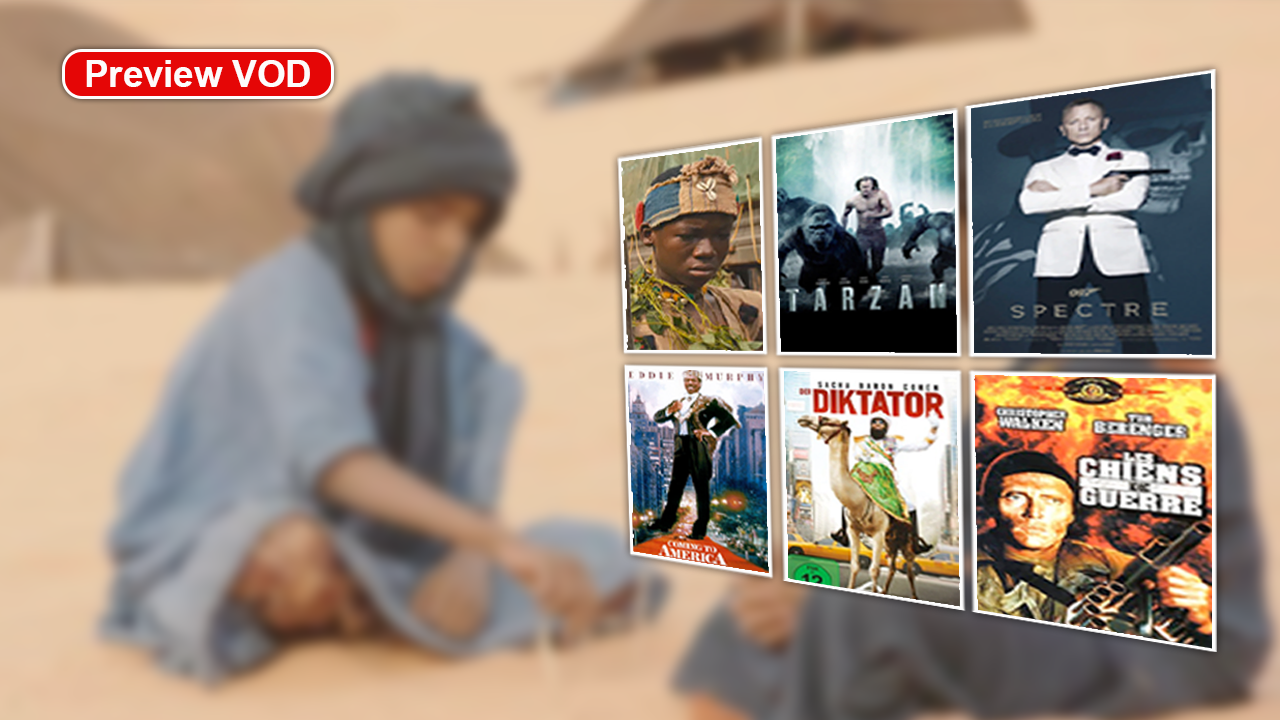 Preview VOD
TARZAN
SPECTRE
EDDIE MURPHY
COMING TO
AMERICA
SACHA BARON COHEN
DER
DIKTATOR
12
CHRISTOPHER
WALKEN
TOM
BERENGER
LES
CHIENS
DE
GUERRE